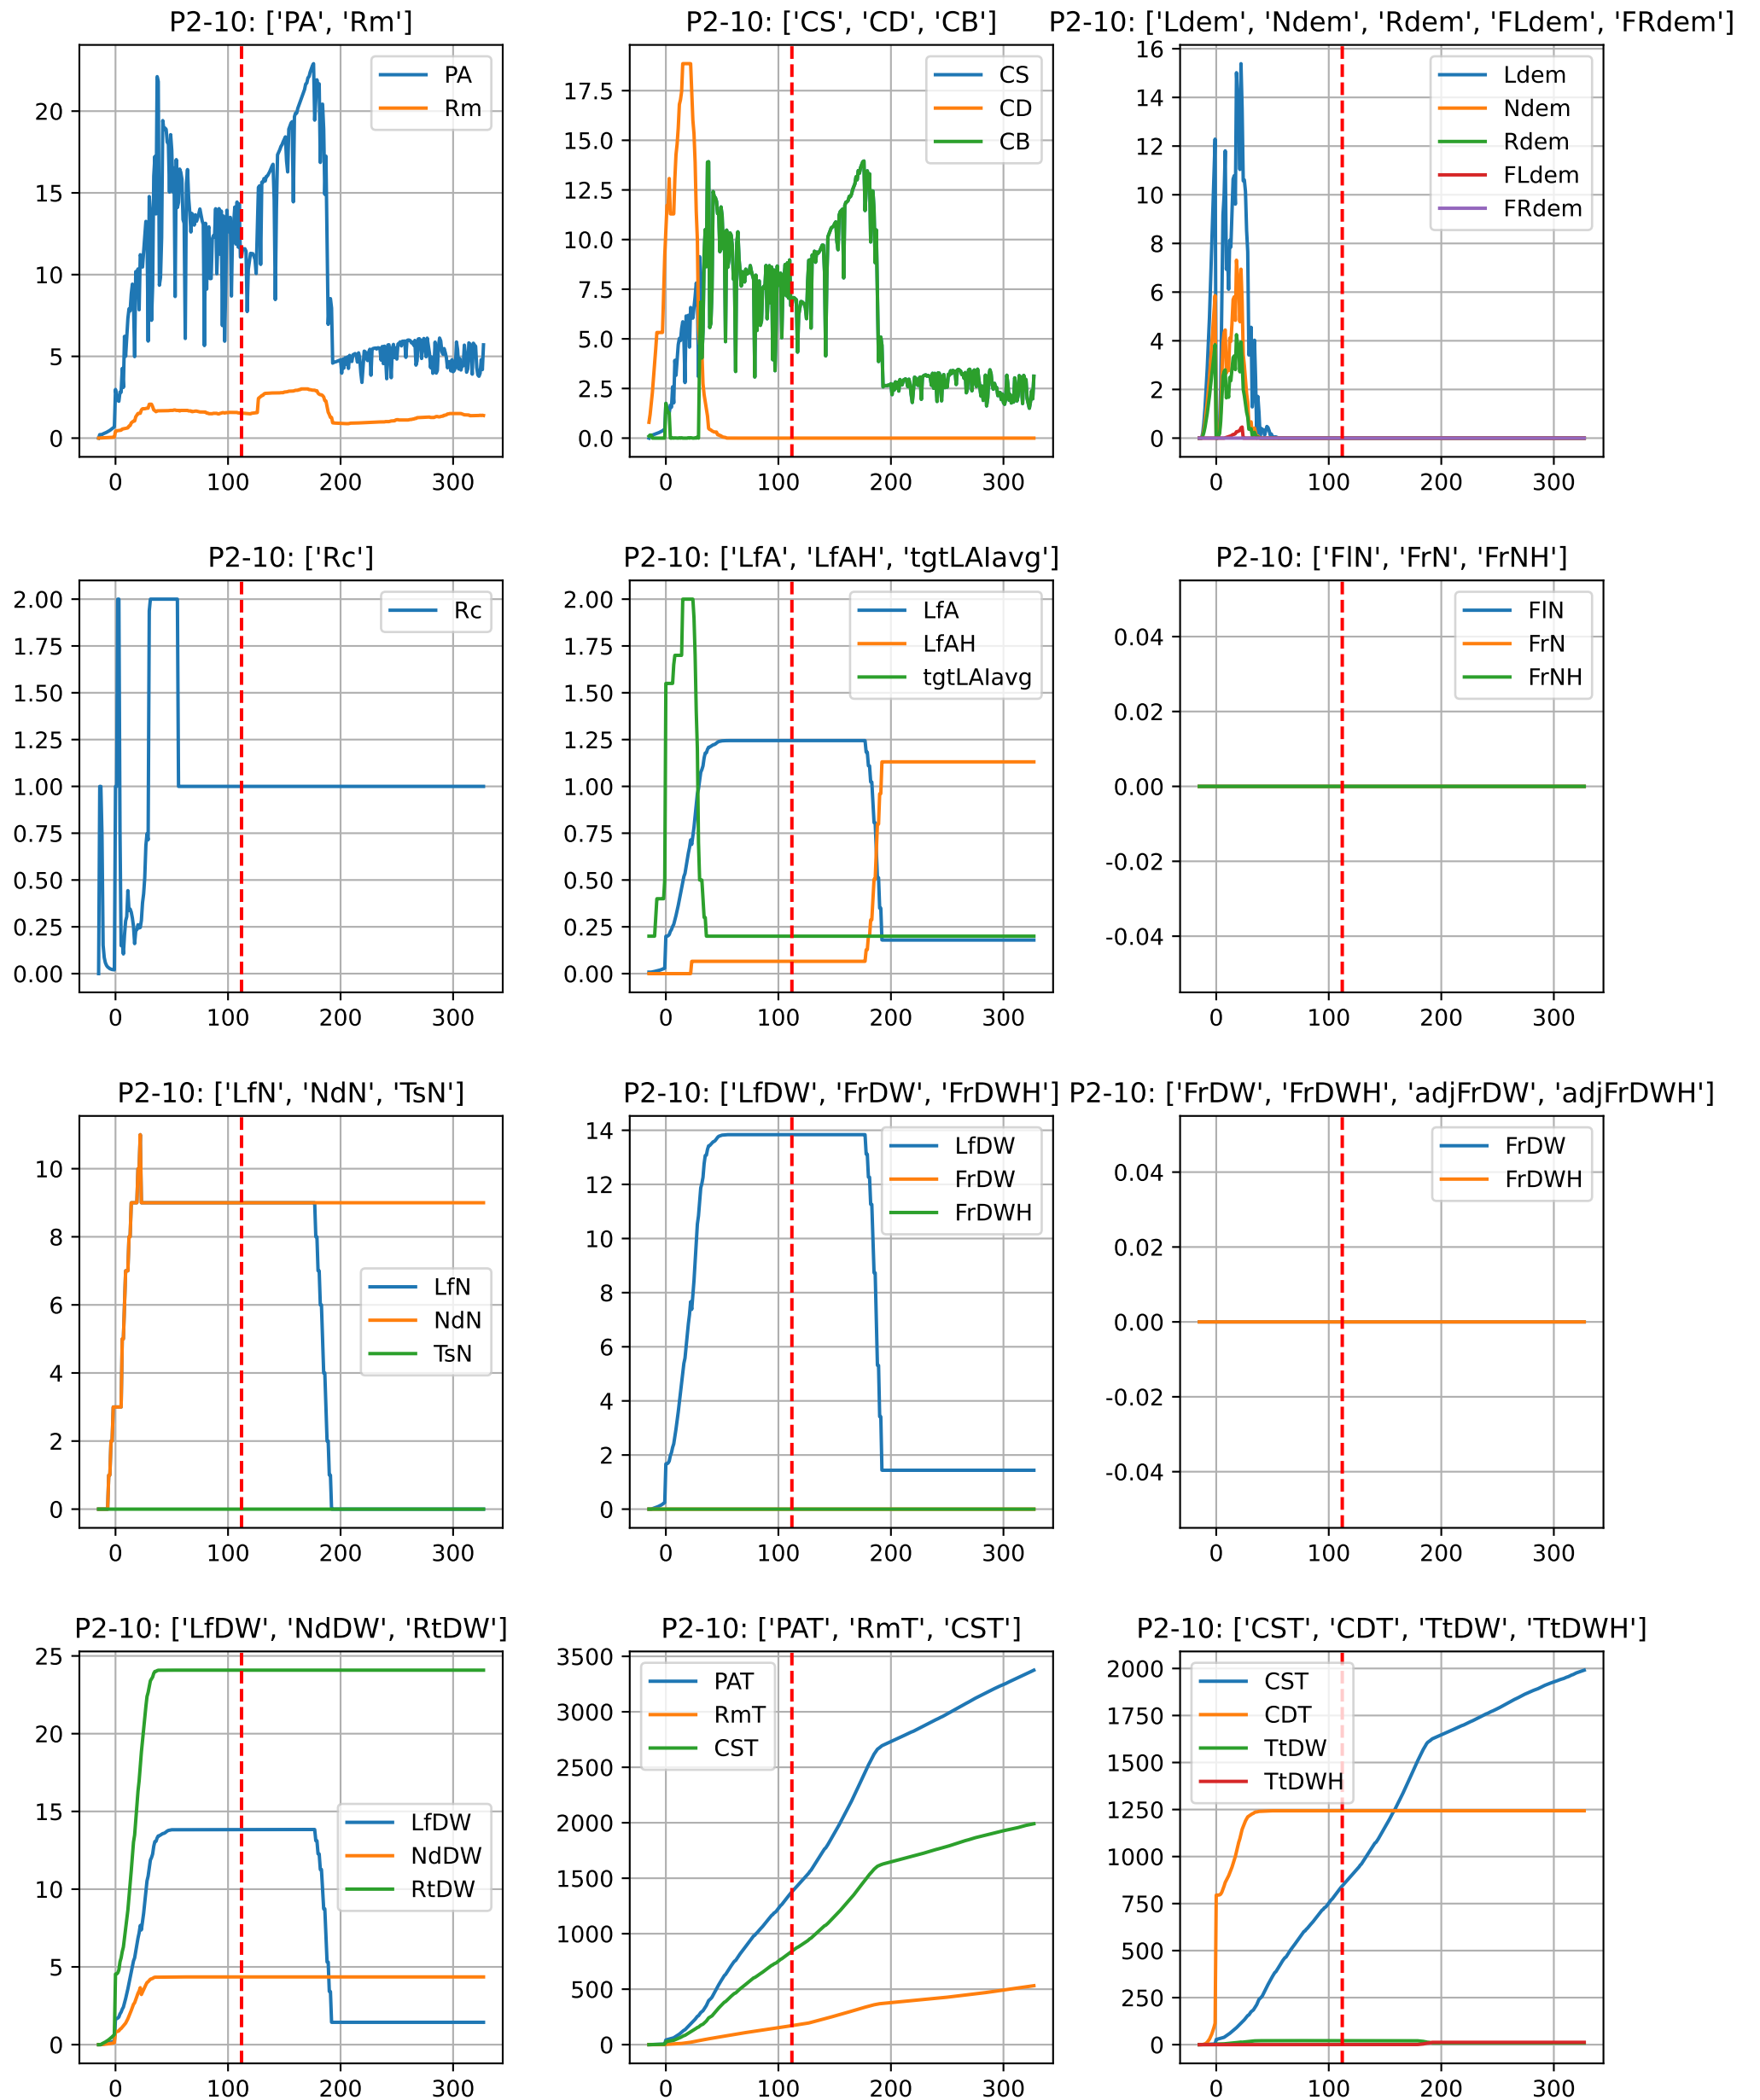 P2-10: ['PA', 'Rm']
PA
Rm
20
15
10
5
0
0 100 200 300
P2-10: ['CS', 'CD', 'CB']
CS
CD
CB
17.5
15.0
12.5
10.0
7.5
5.0
2.5
0.0
0 100 200 300
P2-10: ['Ldem', 'Ndem', 'Rdem', 'FLdem', 'FRdem']
Ldem
Ndem
Rdem
FLdem
FRdem
16
14
12
10
8
6
4
2
0
0 100 200 300
P2-10: ['Rc']
Rc
2.00
1.75
1.50
1.25
1.00
0.75
0.50
0.25
0.00
0 100 200 300
P2-10: ['LfA', 'LfAH', 'tgtLAIavg']
LfA
LfAH
tgtLAIavg
2.00
1.75
1.50
1.25
1.00
0.75
0.50
0.25
0.00
0 100 200 300
P2-10: ['FlN', 'FrN', 'FrNH']
FlN
FrN
FrNH
0.04
0.02
0.00
-0.02
-0.04
0 100 200 300
P2-10: ['LfN', 'NdN', 'TsN']
LfN
NdN
TsN
10
8
6
4
2
0
0 100 200 300
P2-10: ['LfDW', 'FrDW', 'FrDWH']
LfDW
FrDW
FrDWH
14
12
10
8
6
4
2
0
0 100 200 300
P2-10: ['FrDW', 'FrDWH', 'adjFrDW', 'adjFrDWH']
FrDW
FrDWH
0.04
0.02
0.00
-0.02
-0.04
0 100 200 300
P2-10: ['LfDW', 'NdDW', 'RtDW']
LfDW
NdDW
RtDW
25
20
15
10
5
0
0 100 200 300
P2-10: ['PAT', 'RmT', 'CST']
PAT
RmT
CST
3500
3000
2500
2000
1500
1000
500
0
0 100 200 300
P2-10: ['CST', 'CDT', 'TtDW', 'TtDWH']
CST
CDT
TtDW
TtDWH
2000
1750
1500
1250
1000
750
500
250
0
0 100 200 300